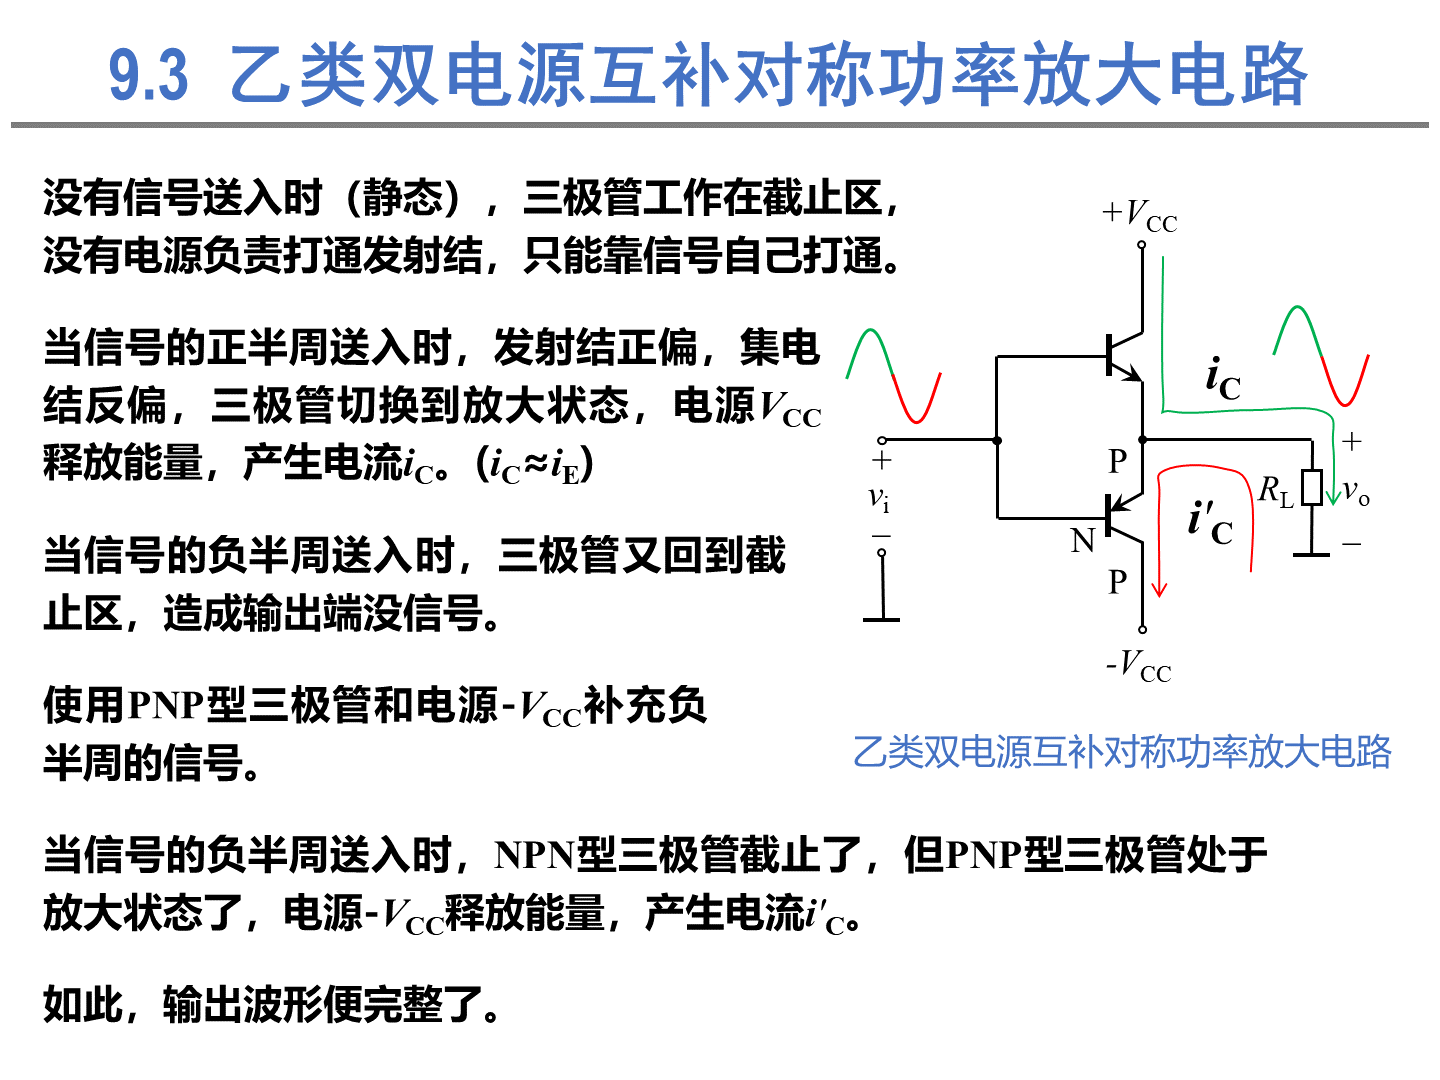 9.3 乙类双电源互补对称功率放大电路
没有信号送入时（静态），三极管工作在截止区，
没有电源负责打通发射结，只能靠信号自己打通。
当信号的正半周送入时，发射结正偏，集电
结反偏，三极管切换到放大状态，电源VCC
释放能量，产生电流iC。(iC≈iE)
当信号的负半周送入时，三极管又回到截
止区，造成输出端没信号。
使用PNP型三极管和电源-VCC补充负
半周的信号。
当信号的负半周送入时，NPN型三极管截止了，但PNP型三极管处于
放大状态了，电源-VCC释放能量，产生电流i′C。
如此，输出波形便完整了。
+VCC
iC
+
vi
–
P
N
P
i′C
RL
+
vo
–
-VCC
乙类双电源互补对称功率放大电路